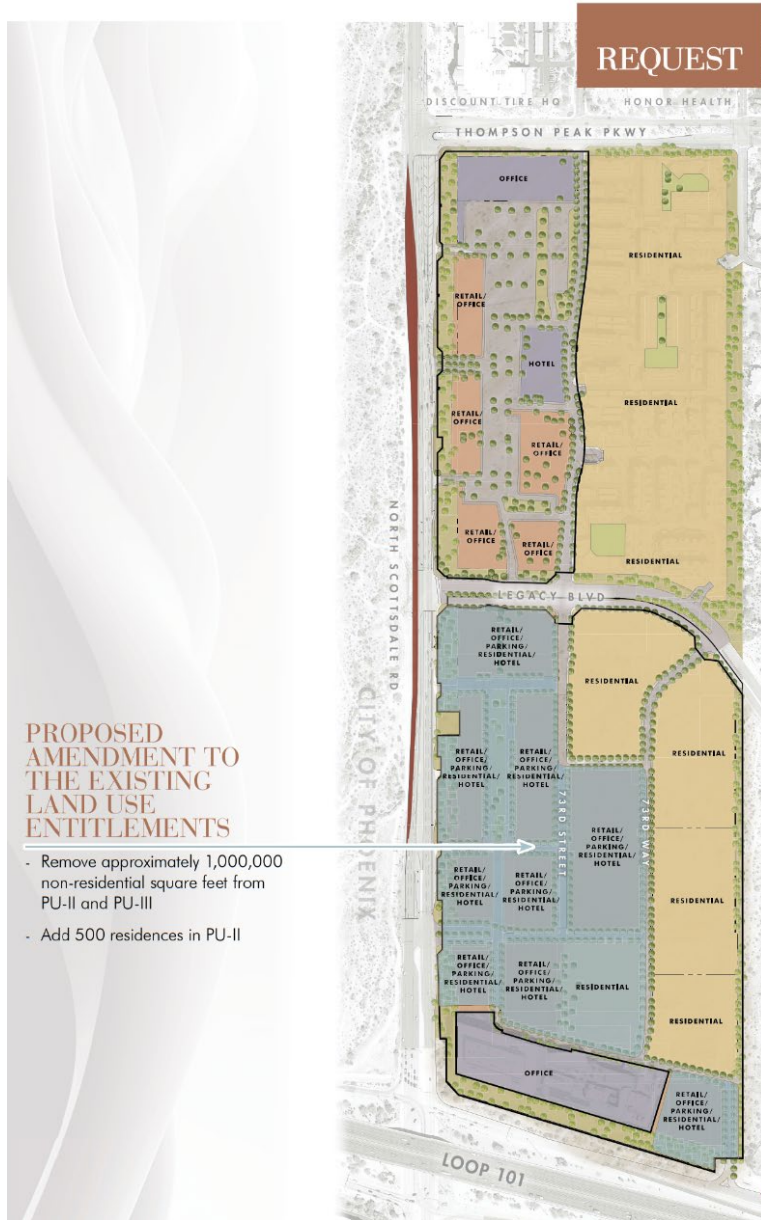 REQUEST
DISCOUNT TIRE HQ
HONOR HEALTH
THOMPSON PEAK PKWY
OFFICE
RESIDENTIAL
RETAIL/
OFFICE
HOTEL
RESIDENTIAL
RETAIL/
OFFICE
RETAIL/
OFFICE
NORTH SCOTTSDALE RD
RETAIL/
OFFICE
RETAIL/
OFFICE
RESIDENTIAL
LEGACY BLVD
RETAIL/
OFFICE/
PARKING/
RESIDENTIAL/
HOTEL
RESIDENTIAL
CITY OF PHOENIX
PROPOSED
AMENDMENT TO
THE EXISTING
LAND USE
ENTITLEMENTS
- Remove approximately 1,000,000
non-residential square feet from
PU-II and PU-III
- Add 500 residences in PU-II
RETAIL/
OFFICE/
PARKING/
RESIDENTIAL/
HOTEL
RETAIL/
OFFICE/
PARKING/
RESIDENTIAL/
HOTEL
RESIDENTIAL
73RD STREET
RETAIL/
OFFICE/
PARKING/
RESIDENTIAL/
HOTEL
73RD WAY
RETAIL/
OFFICE/
PARKING/
RESIDENTIAL/
HOTEL
RETAIL/
OFFICE/
PARKING/
RESIDENTIAL/
HOTEL
RESIDENTIAL
RETAIL/
OFFICE/
PARKING/
RESIDENTIAL/
HOTEL
RETAIL/
OFFICE/
PARKING/
RESIDENTIAL/
HOTEL
RESIDENTIAL
RESIDENTIAL
OFFICE
RETAIL/
OFFICE/
PARKING/
RESIDENTIAL/
HOTEL
LOOP 101